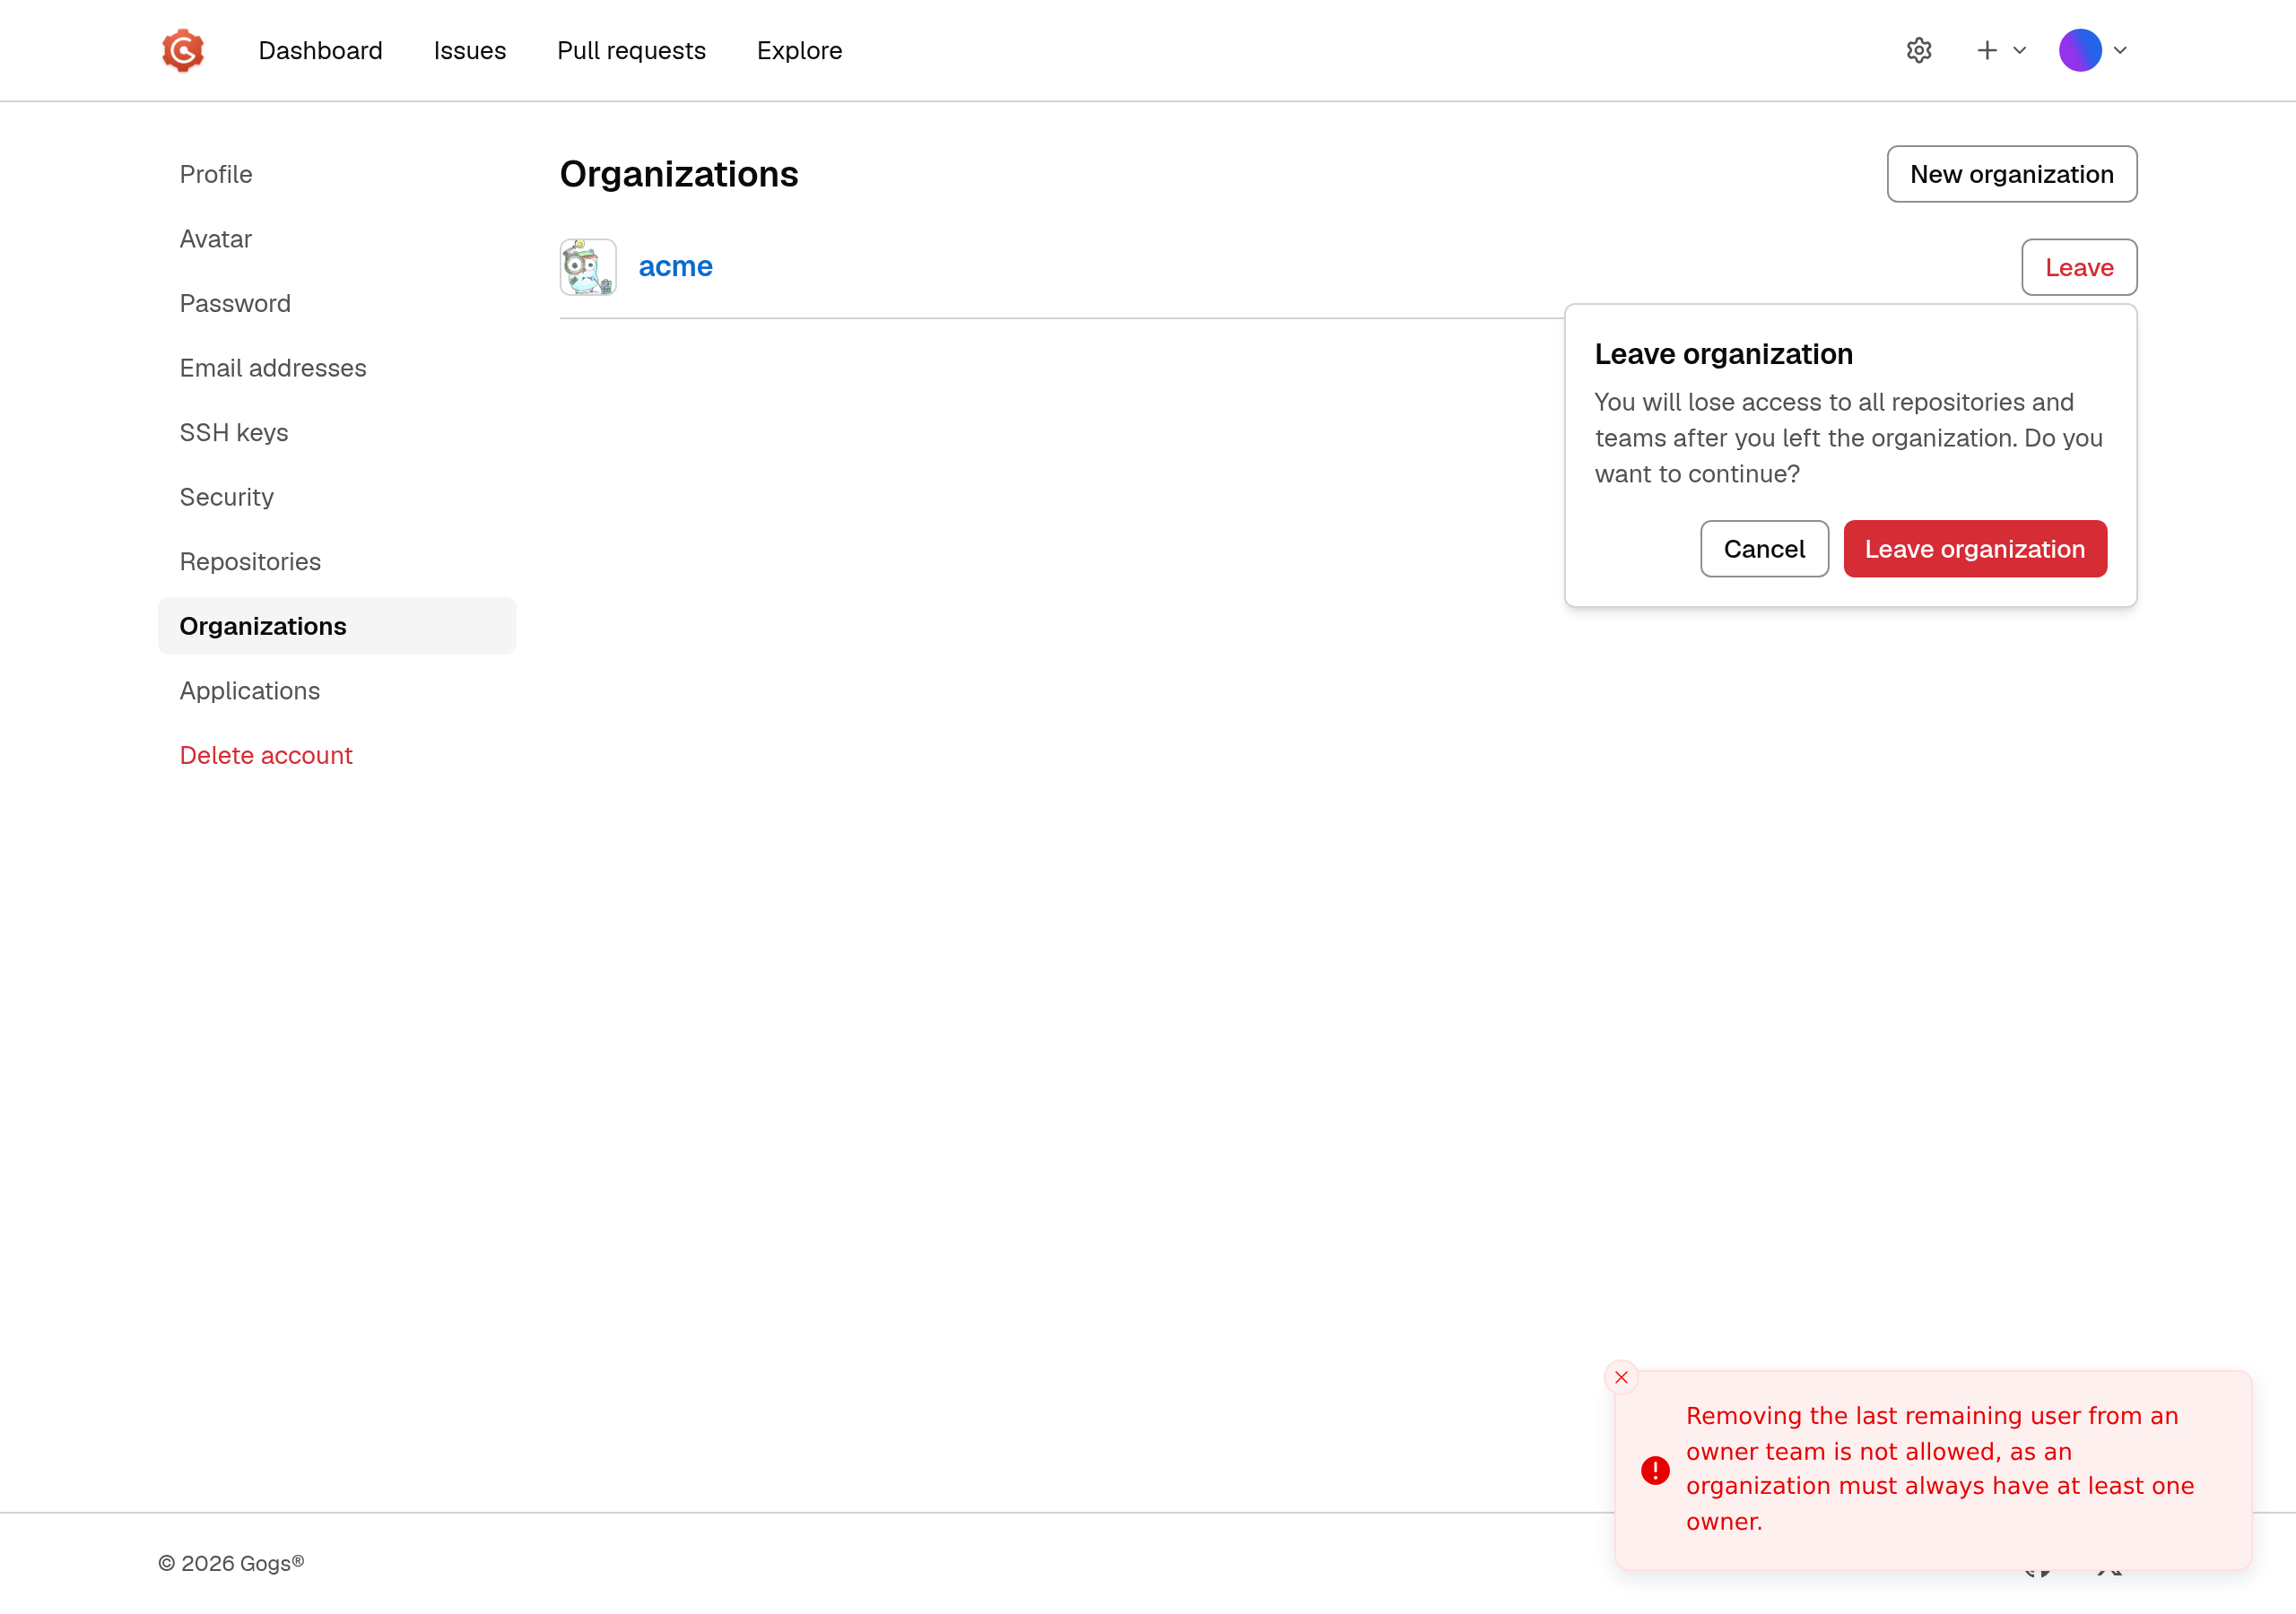 Dashboard
Issues
Pull requests
Explore
Profile
Avatar
Password
Email addresses
SSH keys
Security
Repositories
Organizations
Applications
Delete account
Organizations
New organization
acme
Leave
Leave organization
You will lose access to all repositories and
teams after you left the organization. Do you
want to continue?
Cancel
Leave organization
Removing the last remaining user from an
owner team is not allowed, as an
organization must always have at least one
owner.
© 2026 Gogs®